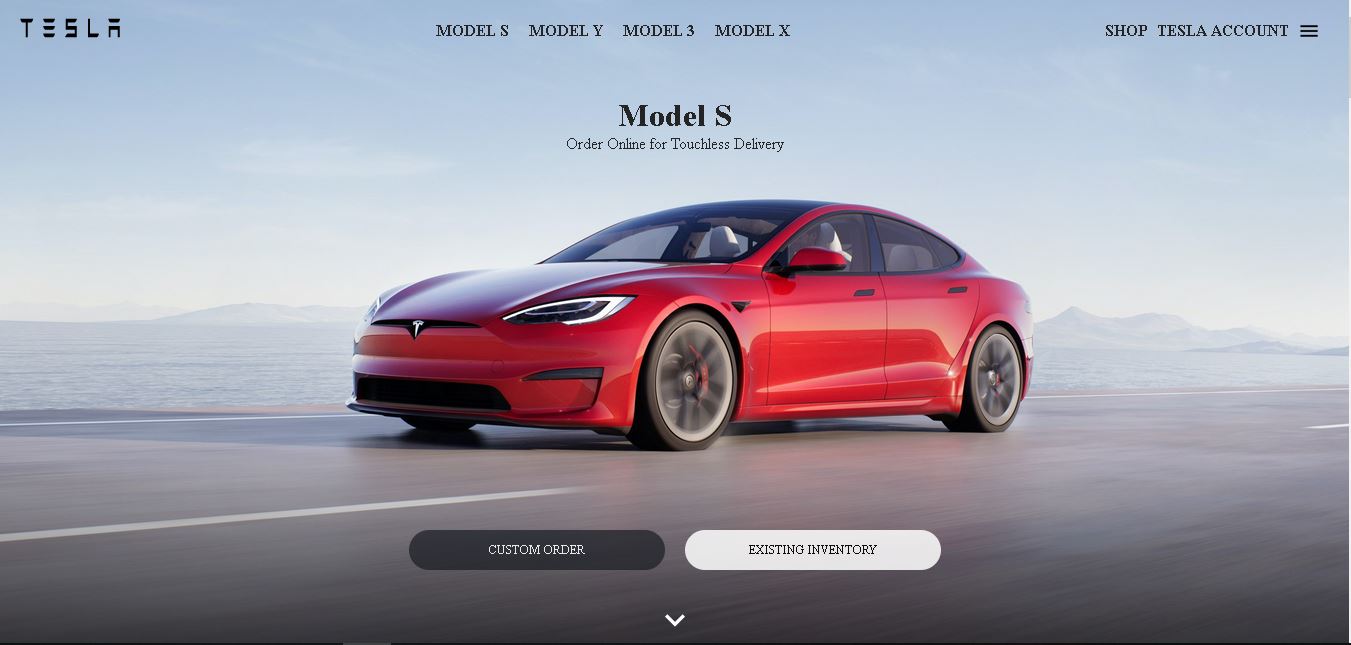 TESLA
MODEL S MODEL Y MODEL 3 MODEL X
SHOP TESLA ACCOUNT
Model S
Order Online for Touchless Delivery
CUSTOM ORDER
EXISTING INVENTORY